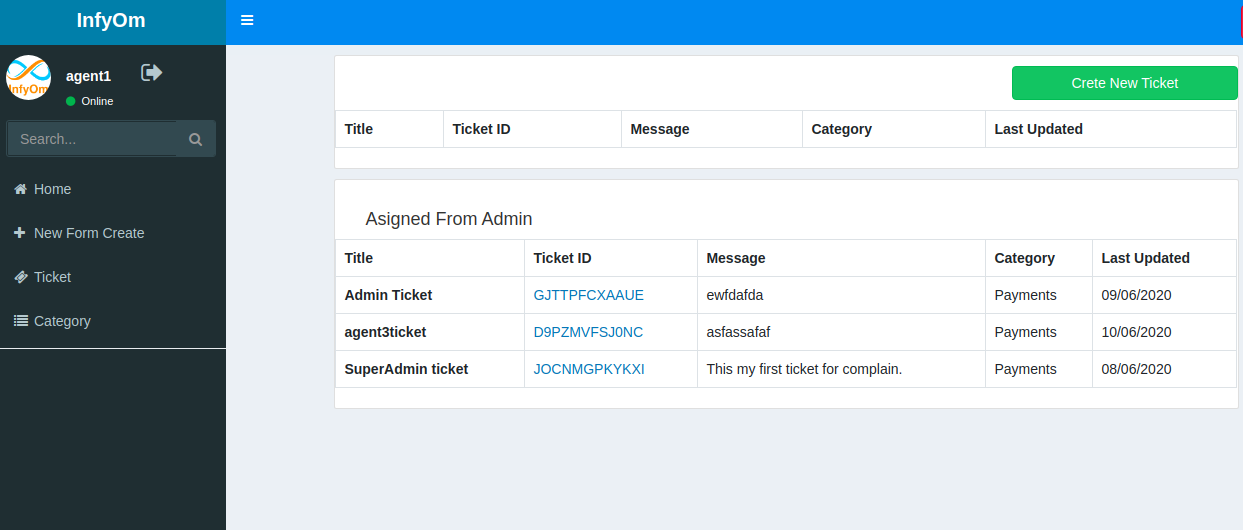 InfyOm
InfyOm
agent1
Online
Search...
Home
New Form Create
Ticket
Category
Crete New Ticket
Title Ticket ID Message Category Last Updated
Asigned From Admin
Title Ticket ID Message Category Last Updated
Admin Ticket GJTTPFCXAAUE ewfdafda Payments 09/06/2020
agent3ticket D9PZMVFSJ0NC asfassafaf Payments 10/06/2020
SuperAdmin ticket JOCNMGPKYKXI This my first ticket for complain. Payments 08/06/2020